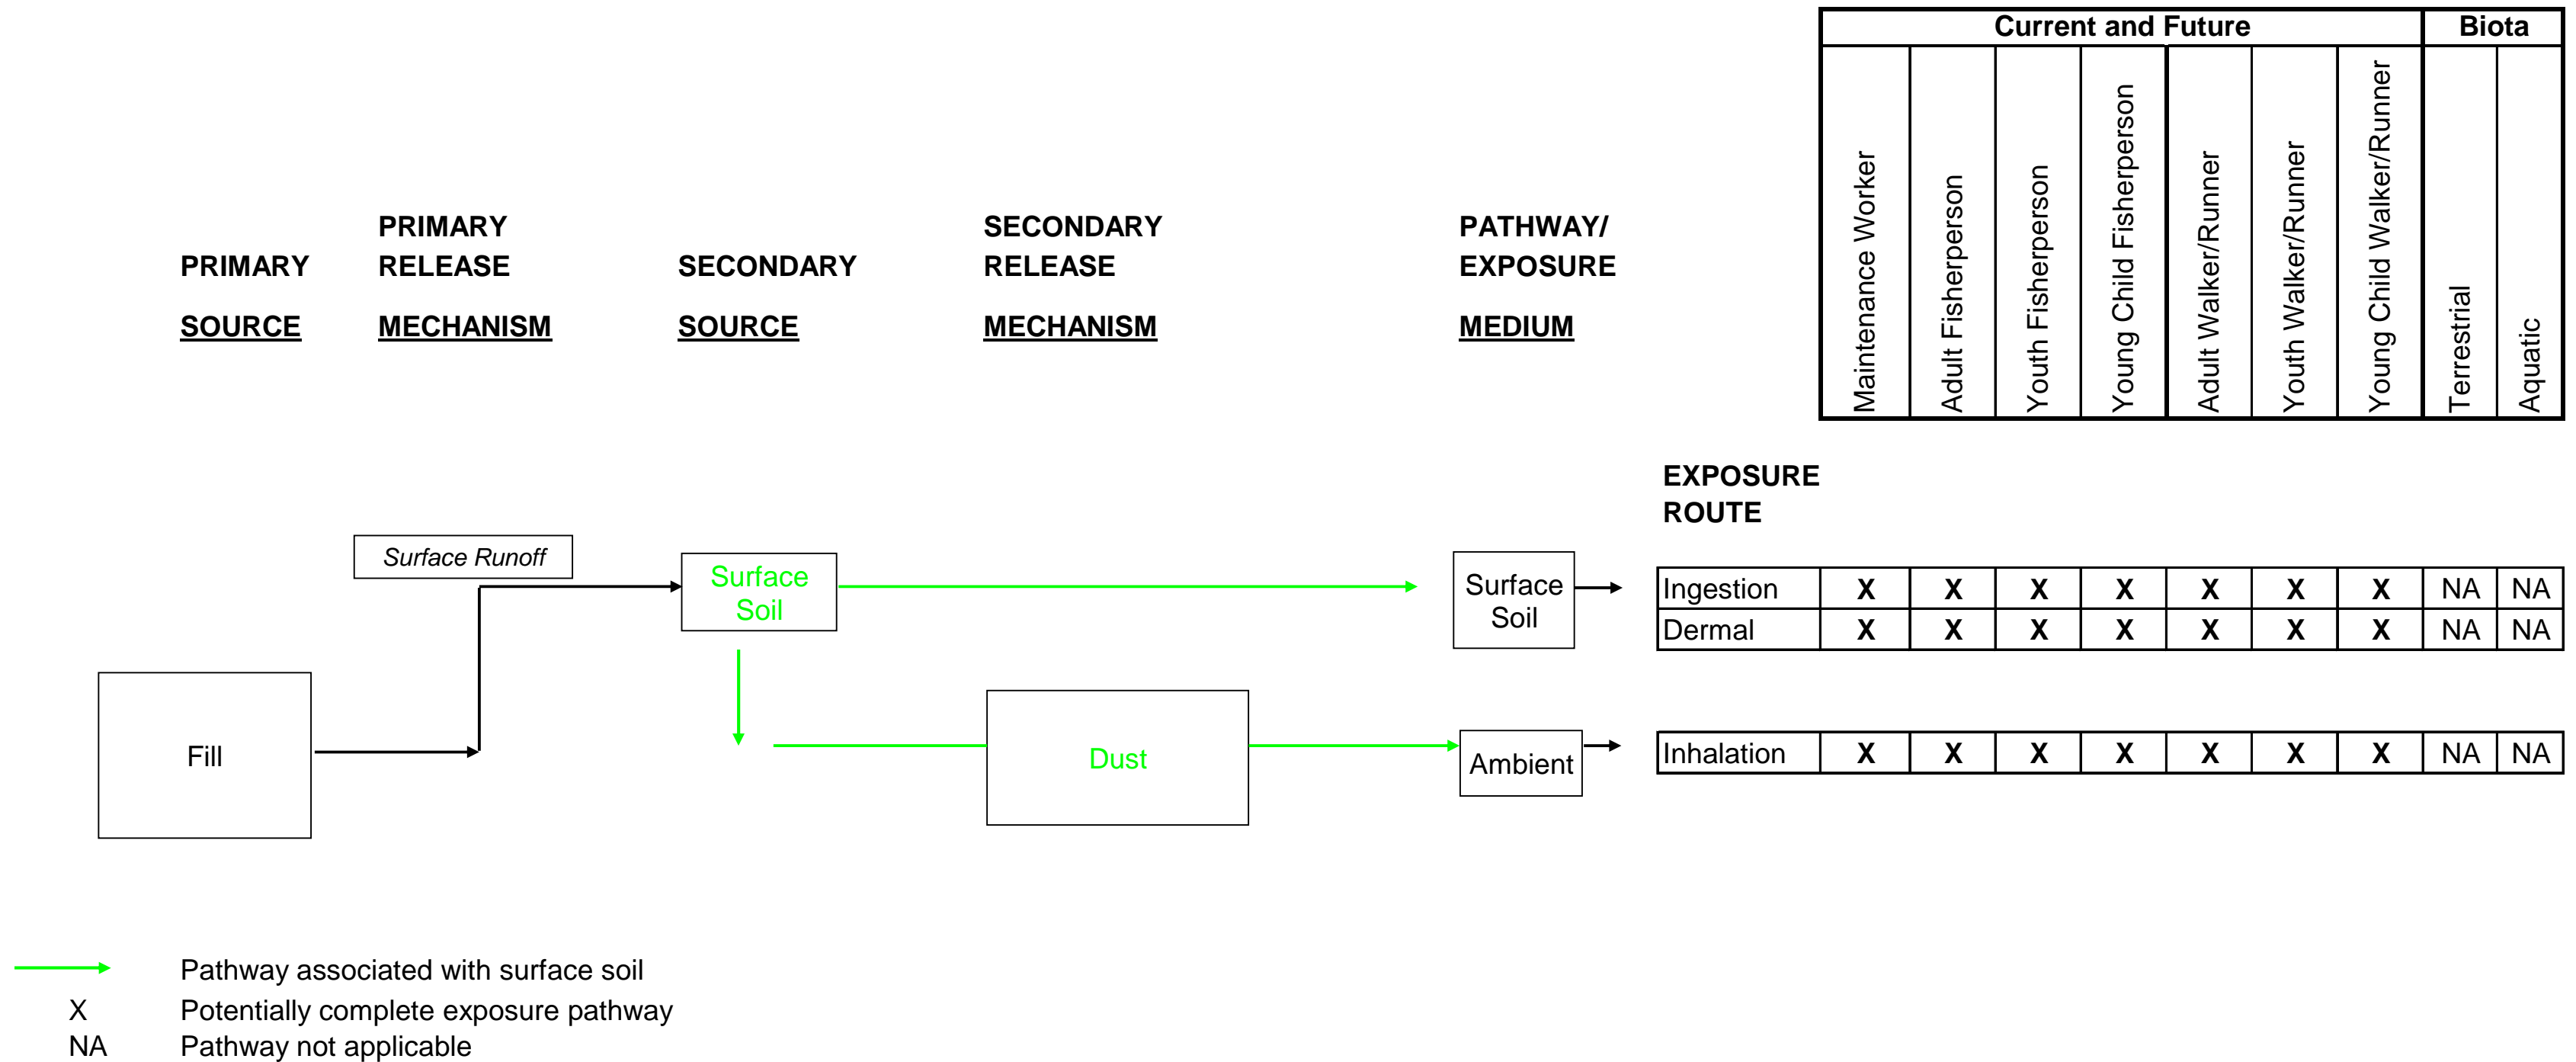 Current and Future Biota
Maintenance Worker
Adult Fisherperson
Youth Fisherperson
Young Child Fisherperson
Adult Walker/Runner
Youth Walker/Runner
Young Child Walker/Runner
Terrestrial
Aquatic
PRIMARY
SOURCE
PRIMARY
RELEASE
MECHANISM
SECONDARY
SOURCE
SECONDARY
RELEASE
MECHANISM
PATHWAY/
EXPOSURE
MEDIUM
EXPOSURE
ROUTE
Surface Runoff
Surface
Soil
Surface
Soil
Ingestion X X X X X X X NA NA
Dermal X X X X X X X NA NA
Fill
Dust
Ambient
Inhalation X X X X X X X NA NA
Pathway associated with surface soil
X Potentially complete exposure pathway
NA Pathway not applicable